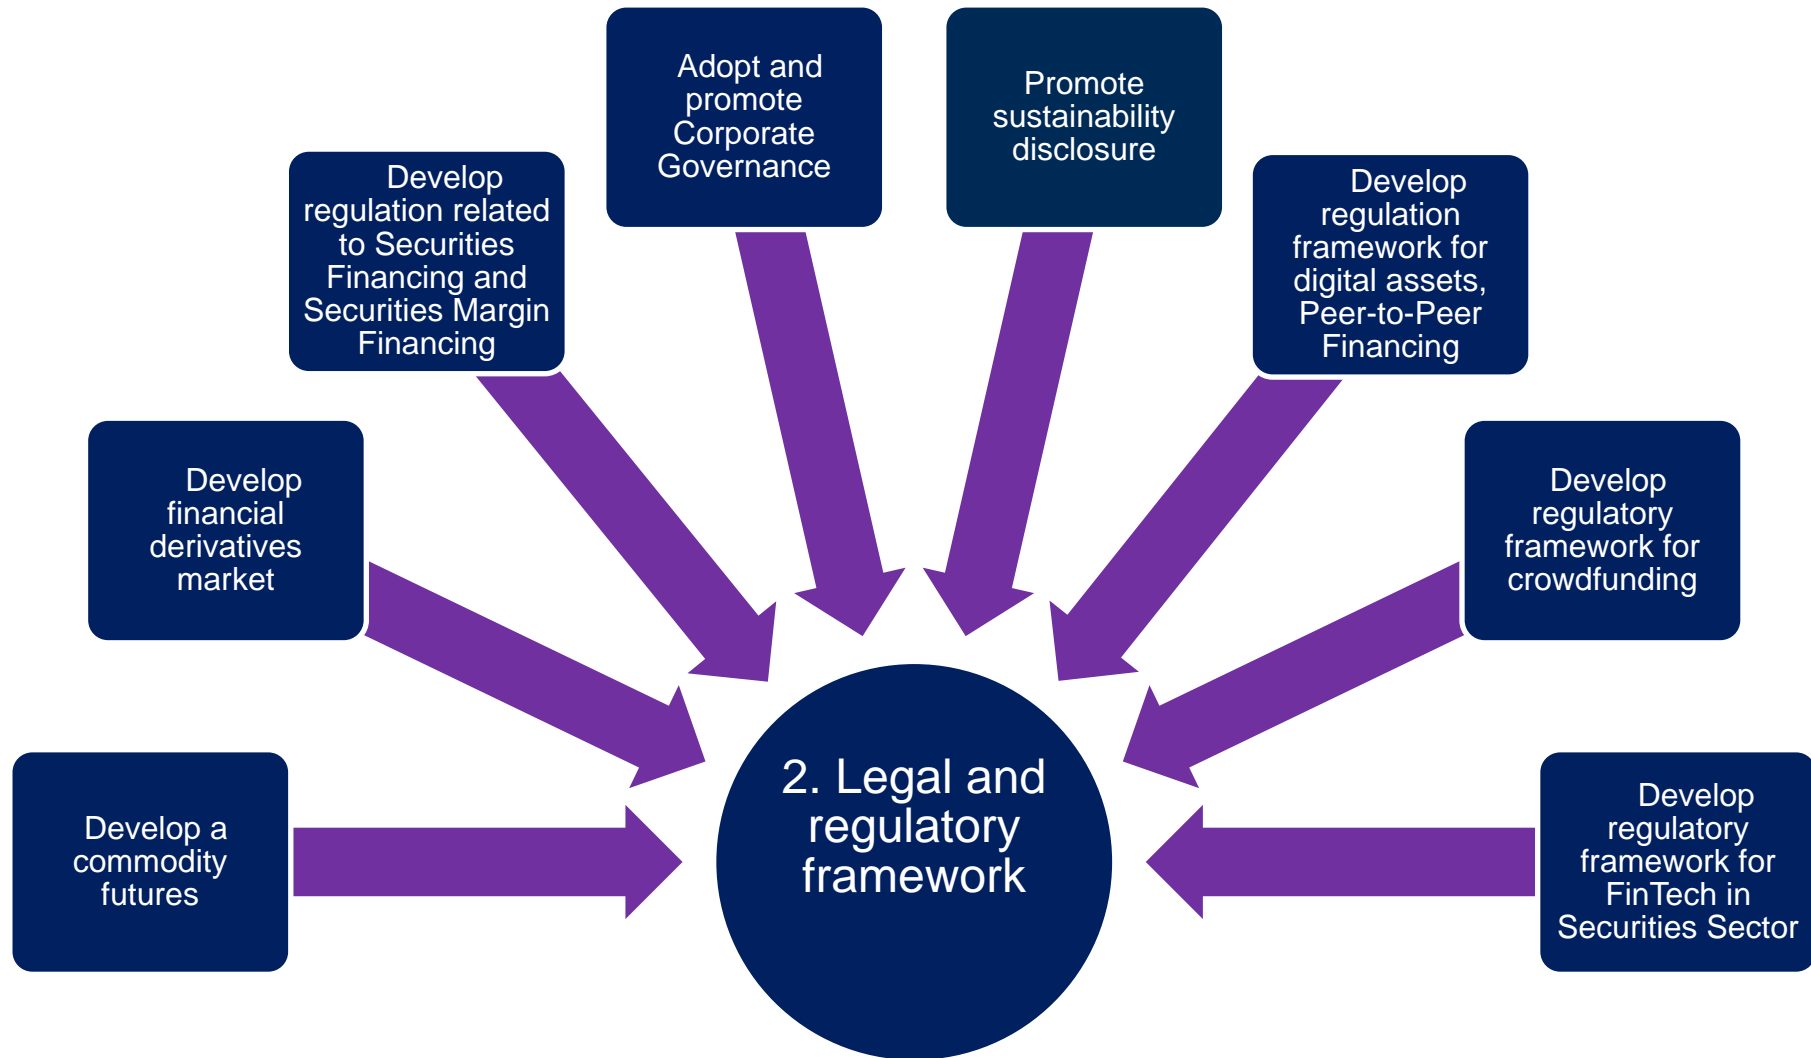 Adopt and
promote
Corporate
Governance
Promote
sustainability
disclosure
Develop
regulation related
to Securities
Financing and
Securities Margin
Financing
Develop
regulation
framework for
digital assets,
Peer-to-Peer
Financing
Develop
financial
derivatives
market
Develop
regulatory
framework for
crowdfunding
Develop a
commodity
futures
2. Legal and
regulatory
framework
Develop
regulatory
framework for
FinTech in
Securities Sector